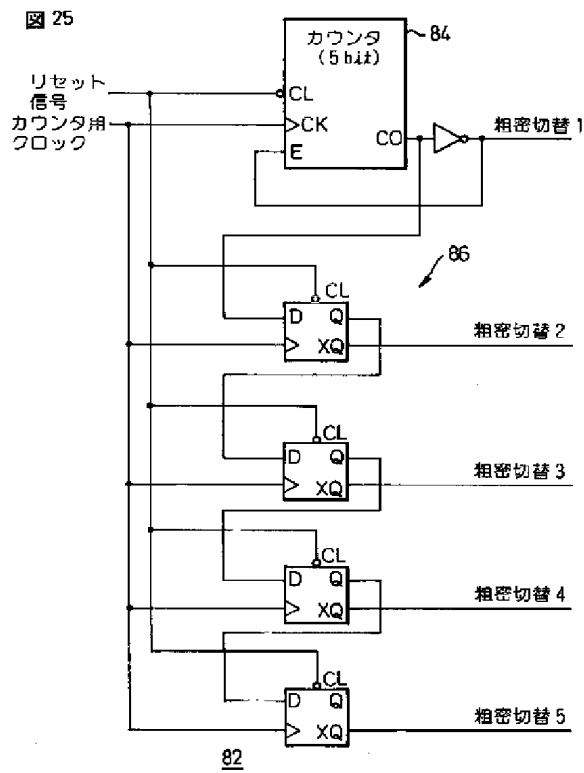 図 25
カウンタ
(5bit)
84
リセット
信号
カウンタ用
クロック
CL
CK
E
CO
粗密切替 1
86
CL
D Q
XQ
粗密切替 2
CL
D Q
XQ
粗密切替 3
CL
D Q
XQ
粗密切替 4
CL
D Q
XQ
粗密切替 5
82